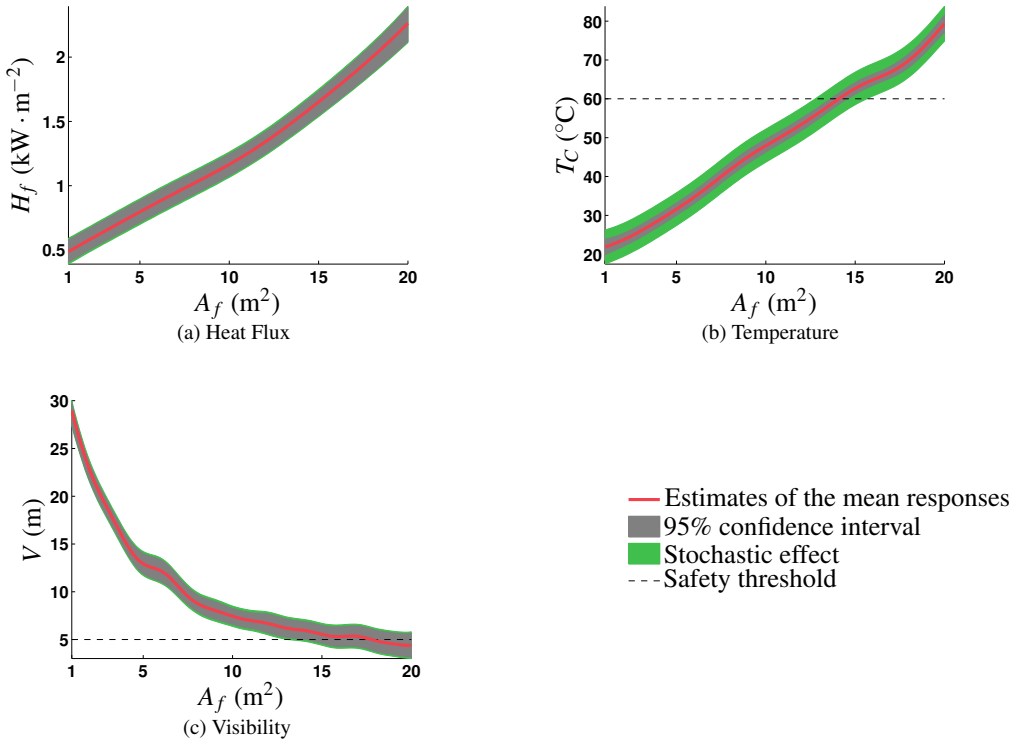 H_f (kW · m⁻²)
2
1.5
1
0.5
1 5 10 15 20
A_f (m²)
(a) Heat Flux
T_C (°C)
80
70
60
50
40
30
20
1 5 10 15 20
A_f (m²)
(b) Temperature
V (m)
30
25
20
15
10
5
1 5 10 15 20
A_f (m²)
(c) Visibility
Estimates of the mean responses
95% confidence interval
Stochastic effect
Safety threshold